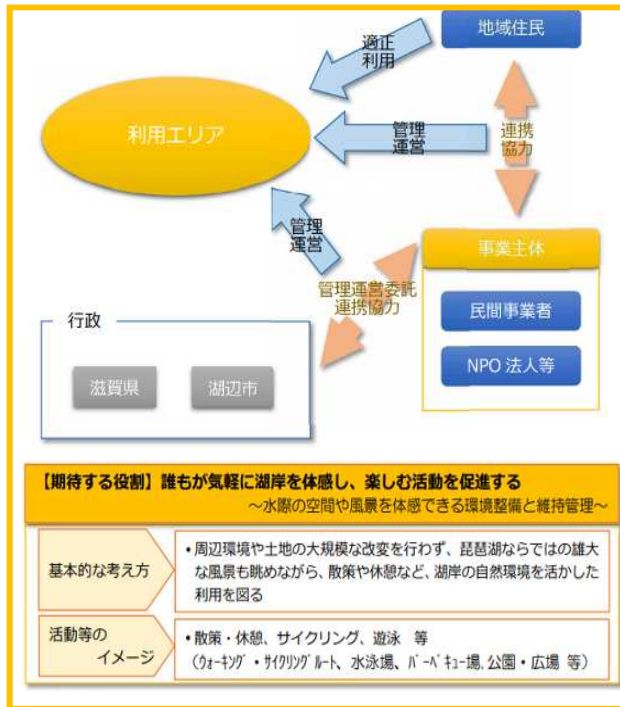 地域住民
適正
利用
利用エリア
管理
運営
連携
協力
管理
運営
事業主体
管理運営委託
連携協力
民間事業者
行政
NPO 法人等
滋賀県
湖辺市
【期待する役割】誰もが気軽に湖岸を体感し、楽しむ活動を促進する
～水際の空間や風景を体感できる環境整備と維持管理～
基本的な考え方
・周辺環境や土地の大規模な改変を行わず、琵琶湖ならではの雄大
な風景も眺めながら、散策や休憩など、湖岸の自然環境を活かした
利用を図る
活動等の
イメージ
・散策・休憩、サイクリング、遊泳 等
（ｳｫｰｷﾝｸﾞ・ｻｲｸﾘﾝｸﾞﾙｰﾄ、水泳場、ﾊﾞｰﾍﾞｷｭｰ場、公園・広場 等）